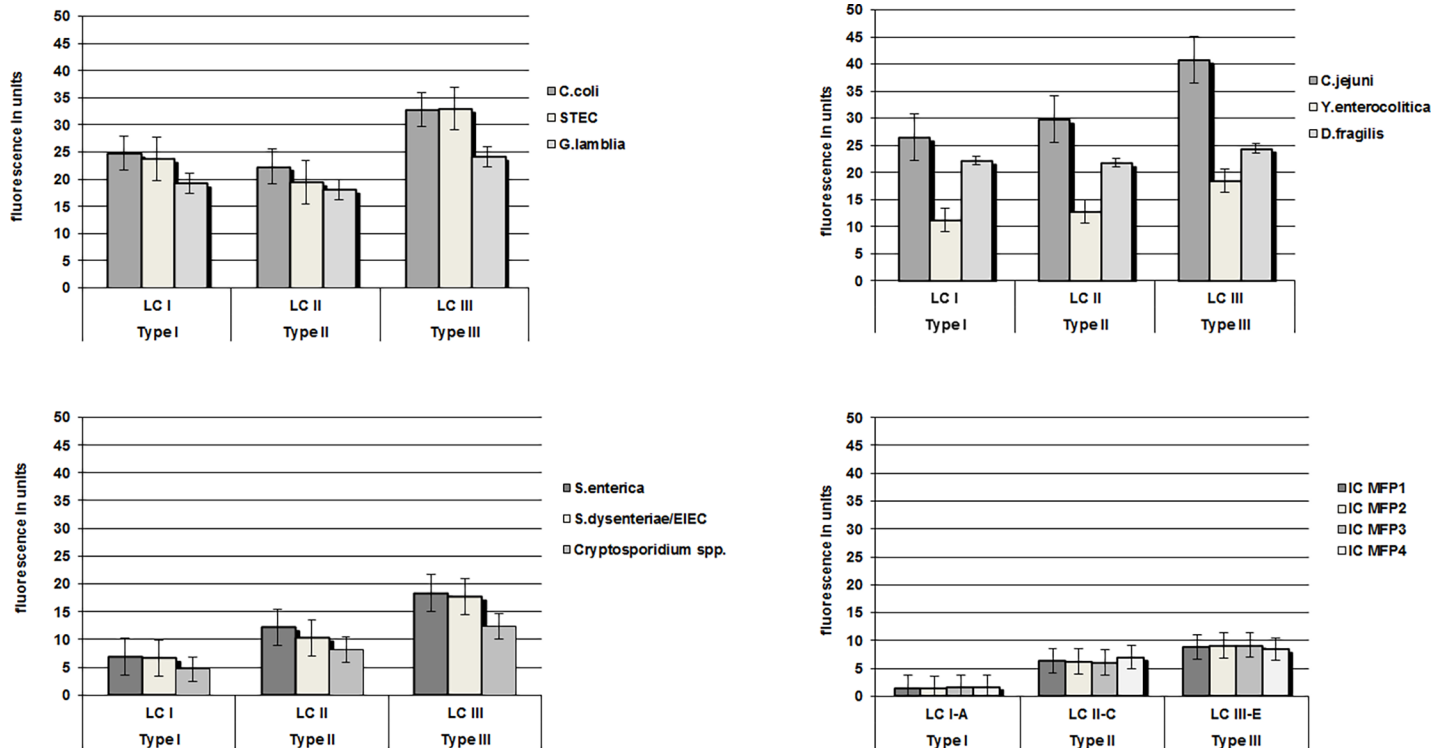 fluorescence in units
50
45
40
35
30
25
20
15
10
5
0
LC I
LC II
LC III
Type I
Type II
Type III
C.coli
STEC
G.lamblia
fluorescence in units
50
45
40
35
30
25
20
15
10
5
0
LC I
LC II
LC III
Type I
Type II
Type III
C.jejuni
Y.enterocolitica
D.fragilis
fluorescence in units
50
45
40
35
30
25
20
15
10
5
0
LC I
LC II
LC III
Type I
Type II
Type III
S.enterica
S.dysenteriae/EIEC
Cryptosporidium spp.
fluorescence in units
50
45
40
35
30
25
20
15
10
5
0
LC I-A
LC II-C
LC III-E
Type I
Type II
Type III
IC MFP1
IC MFP2
IC MFP3
IC MFP4